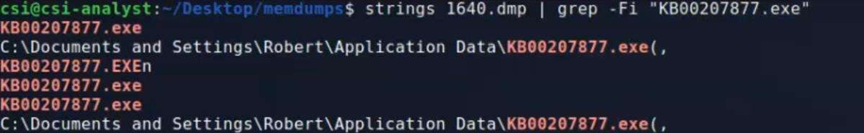 csi@csi-analyst:~/Desktop/memdumps$ strings 1640.dmp | grep -Fi "KB00207877.exe"
KB00207877.exe
C:\Documents and Settings\Robert\Application Data\KB00207877.exe(,
KB00207877.EXEn
KB00207877.exe
KB00207877.exe
C:\Documents and Settings\Robert\Application Data\KB00207877.exe(,